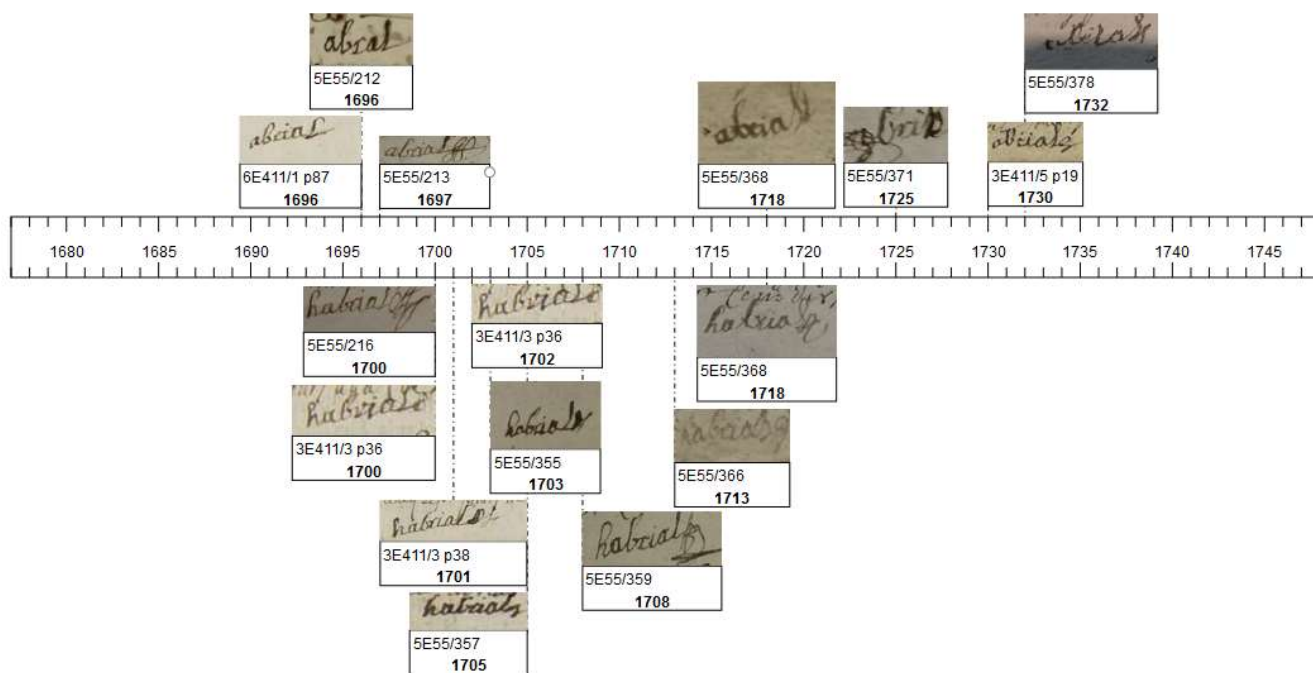 abral
5E55/212
1696
abrial
6E411/1 p87
1696
abrial
5E55/213
1697
abrial
5E55/368
1718
5E55/371
1725
abrials
3E411/5 p19
1730
5E55/378
1732
1680 1685 1690 1695 1700 1705 1710 1715 1720 1725 1730 1735 1740 1745
habrial
5E55/216
1700
habrial
3E411/3 p36
1700
habrial
3E411/3 p38
1701
habrial
5E55/357
1705
habrial
3E411/3 p36
1702
habrial
5E55/355
1703
habrial
5E55/359
1708
habrials
5E55/366
1713
habria
5E55/368
1718